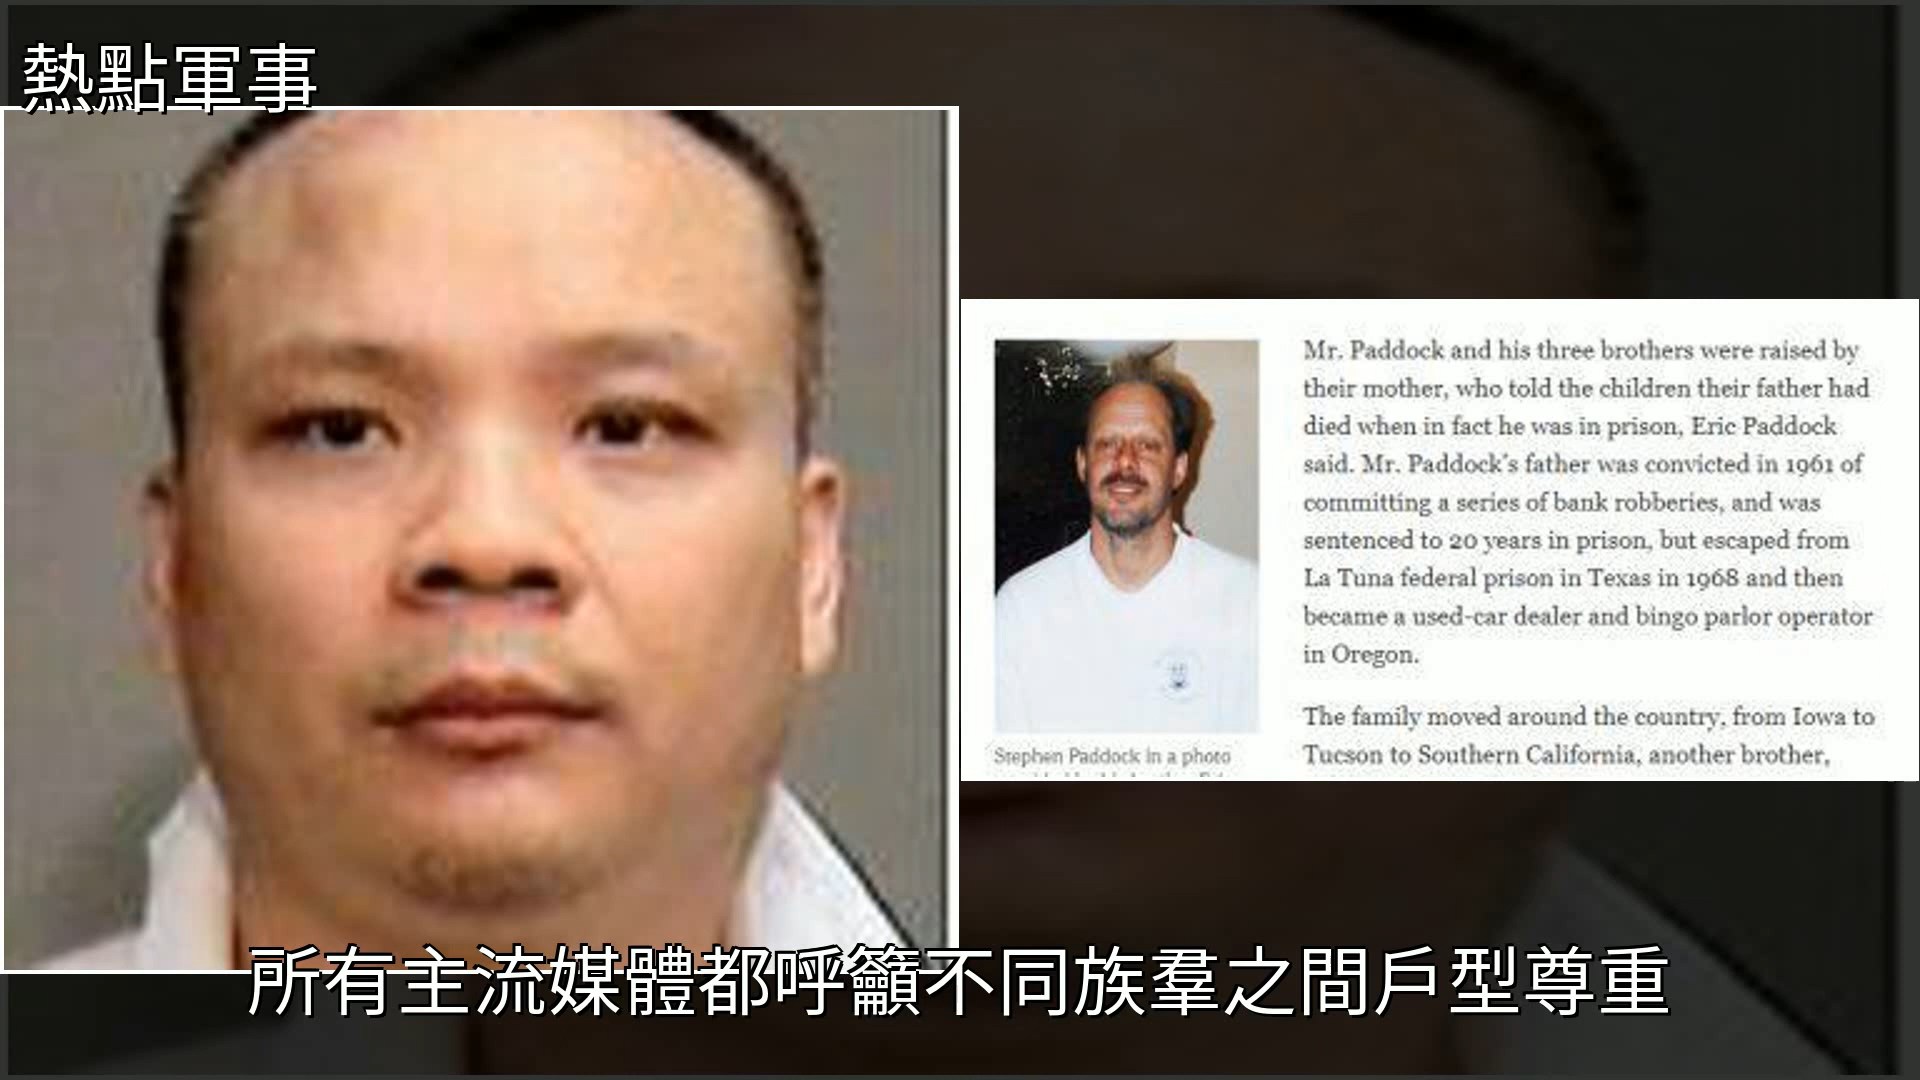 熱點軍事
Mr. Paddock and his three brothers were raised by
their mother, who told the children their father had
died when in fact he was in prison, Eric Paddock
said. Mr. Paddock's father was convicted in 1961 of
committing a series of bank robberies, and was
sentenced to 20 years in prison, but escaped from
La Tuna federal prison in Texas in 1968 and then
became a used-car dealer and bingo parlor operator
in Oregon.
The family moved around the country, from Iowa to
Tucson to Southern California, another brother,
Stephen Paddock in a photo
所有主流媒體都呼籲不同族羣之間戶型尊重